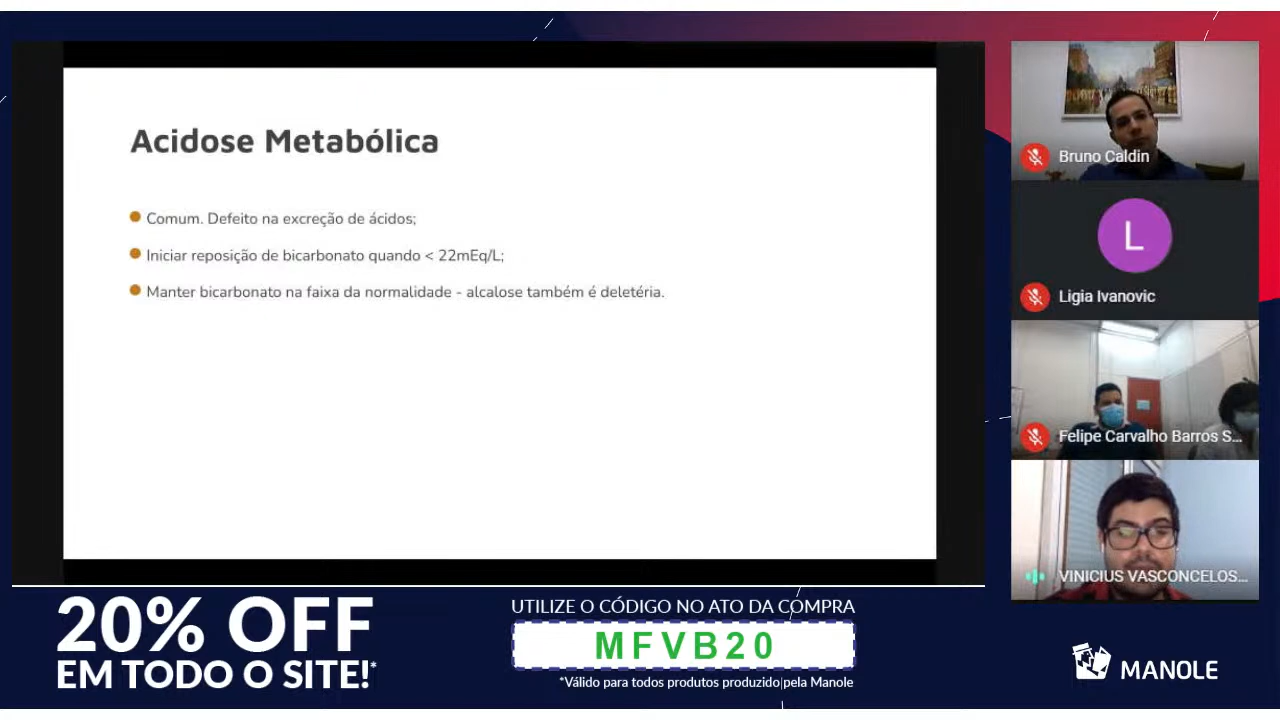 Acidose Metabólica
Comum. Defeito na excreção de ácidos;
Iniciar reposição de bicarbonato quando < 22mEq/L;
Manter bicarbonato na faixa da normalidade - alcalose também é deletéria.
Bruno Caldin
L
Ligia Ivanovic
Felipe Carvalho Barros S...
VINICIUS VASCONCELOS...
20% OFF
EM TODO O SITE!*
UTILIZE O CÓDIGO NO ATO DA COMPRA
MFVB20
*Válido para todos produtos produzido pela Manole
MANOLE